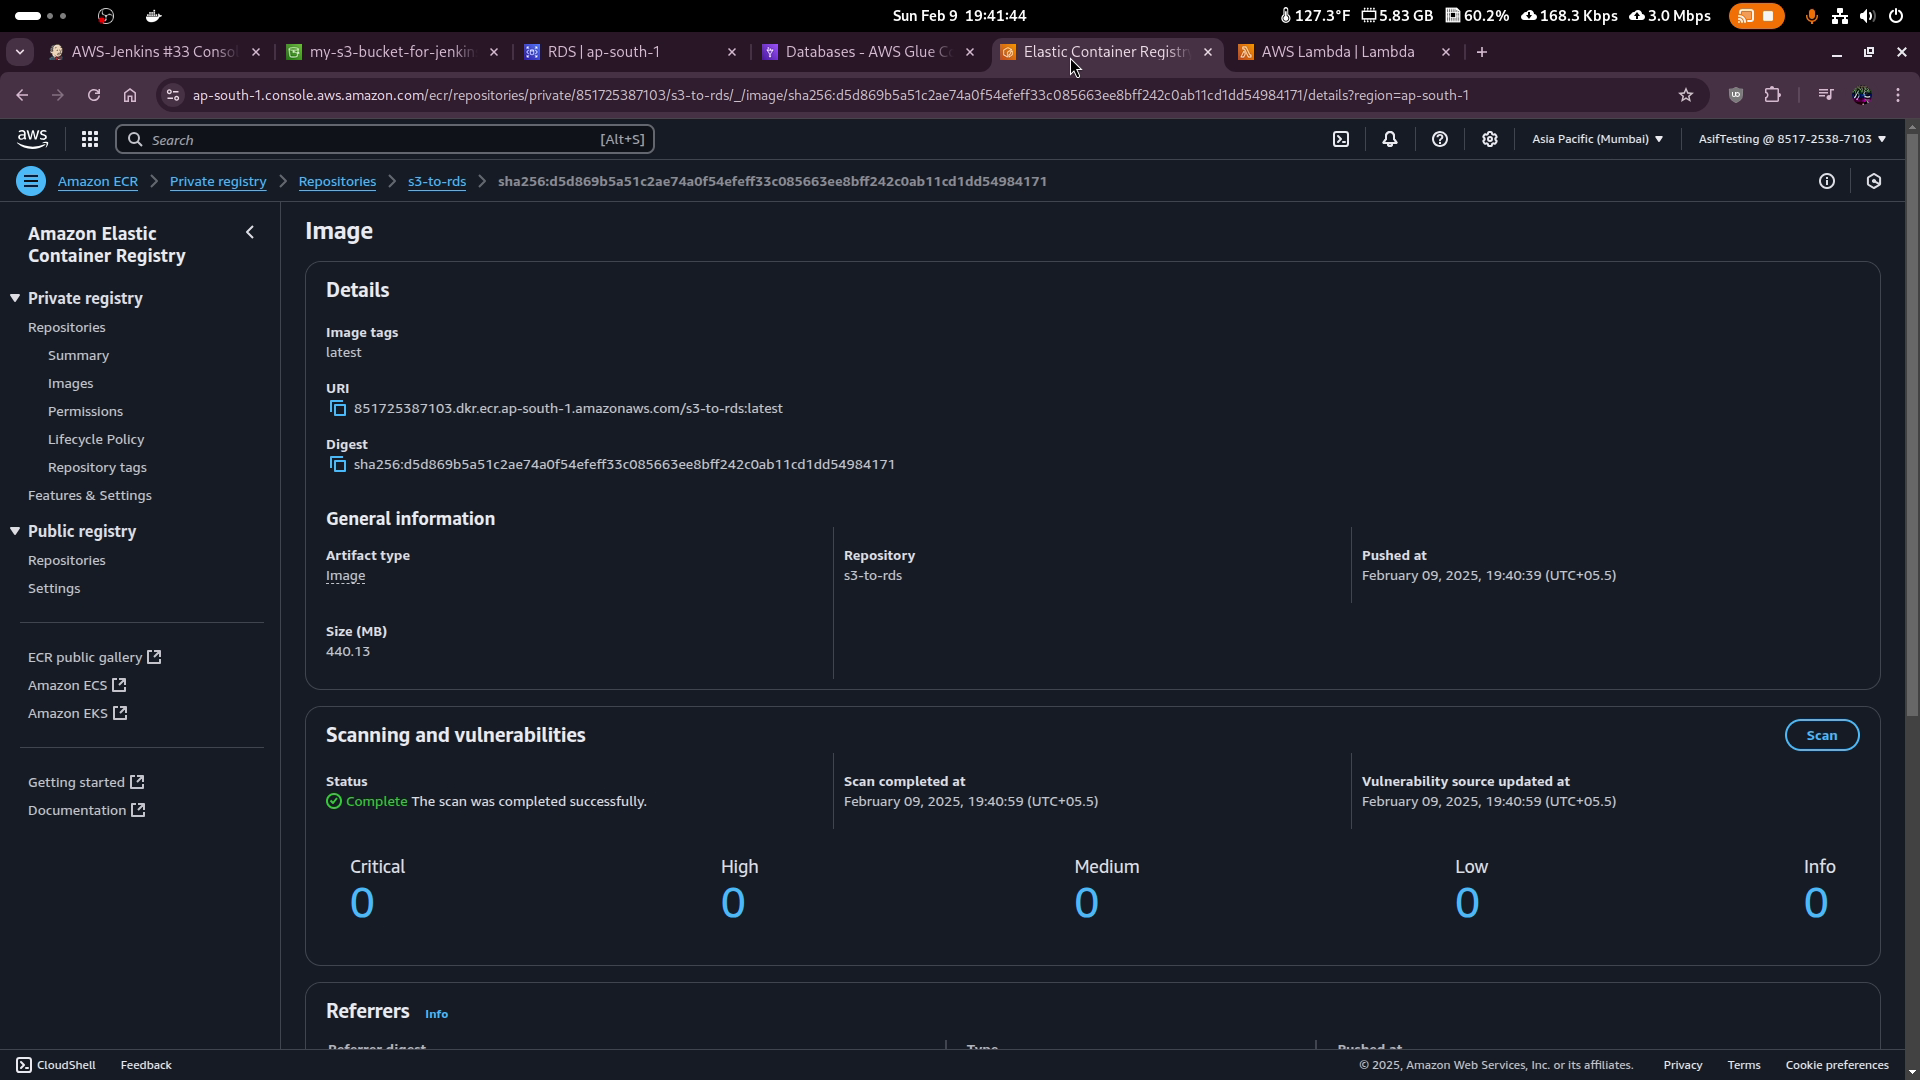 Sun Feb 9 19:41:44
127.3°F 5.83 GB 60.2% 168.3 Kbps 3.0 Mbps
AWS-Jenkins #33 Conso
my-s3-bucket-for-jenkin
RDS | ap-south-1
Databases - AWS Glue C
Elastic Container Registr
AWS Lambda | Lambda
ap-south-1.console.aws.amazon.com/ecr/repositories/private/851725387103/s3-to-rds/_/image/sha256:d5d869b5a51c2ae74a0f54efeff33c085663ee8bff242c0ab11cd1dd54984171/details?region=ap-south-1
aws
Search [Alt+S]
Asia Pacific (Mumbai)
AsifTesting @ 8517-2538-7103
Amazon ECR
Private registry
Repositories
s3-to-rds
sha256:d5d869b5a51c2ae74a0f54efeff33c085663ee8bff242c0ab11cd1dd54984171
Amazon Elastic
Container Registry
Private registry
Repositories
Summary
Images
Permissions
Lifecycle Policy
Repository tags
Features & Settings
Public registry
Repositories
Settings
ECR public gallery
Amazon ECS
Amazon EKS
Getting started
Documentation
Image
Details
Image tags
latest
URI
851725387103.dkr.ecr.ap-south-1.amazonaws.com/s3-to-rds:latest
Digest
sha256:d5d869b5a51c2ae74a0f54efeff33c085663ee8bff242c0ab11cd1dd54984171
General information
Artifact type
Image
Repository
s3-to-rds
Pushed at
February 09, 2025, 19:40:39 (UTC+05.5)
Size (MB)
440.13
Scanning and vulnerabilities
Scan
Status
Complete The scan was completed successfully.
Scan completed at
February 09, 2025, 19:40:59 (UTC+05.5)
Vulnerability source updated at
February 09, 2025, 19:40:59 (UTC+05.5)
Critical
0
High
0
Medium
0
Low
0
Info
0
Referrers Info
Referrer digest
Type
Pushed at
CloudShell
Feedback
© 2025, Amazon Web Services, Inc. or its affiliates.
Privacy
Terms
Cookie preferences